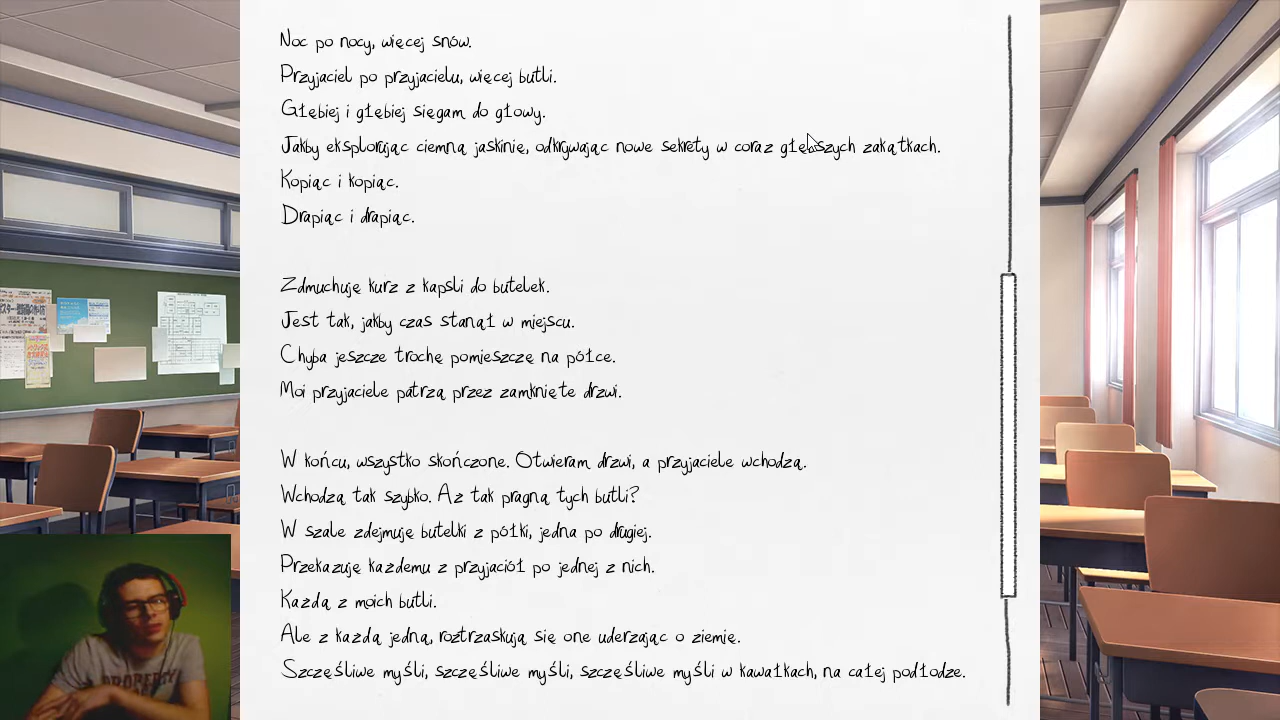 Noc po nocy, więcej snów.
Przyjaciel po przyjacielu, więcej butli.
Głębiej i głębiej sięgam do głowy.
Jakby eksplorując ciemną jaskinię, odkrywając nowe sekrety w coraz głębszych zakątkach.
Kopiąc i kopiąc.
Drapiąc i drapiąc.
Zdmuchuję kurz z kapsli do butelek.
Jest tak, jakby czas stanął w miejscu.
Chyba jeszcze trochę pomieszczę na półce.
Moi przyjaciele patrzą przez zamknięte drzwi.
W końcu, wszystko skończone. Otwieram drzwi, a przyjaciele wchodzą.
Wchodzą tak szybko. Aż tak pragną tych butli?
W szale zdejmuję butelki z półki, jedna po drugiej.
Przekazuję każdemu z przyjaciół po jednej z nich.
Każdą z moich butli.
Ale z każdą jedną, roztrzaskują się one uderzając o ziemię.
Szczęśliwe myśli, szczęśliwe myśli, szczęśliwe myśli w kawałkach, na całej podłodze.